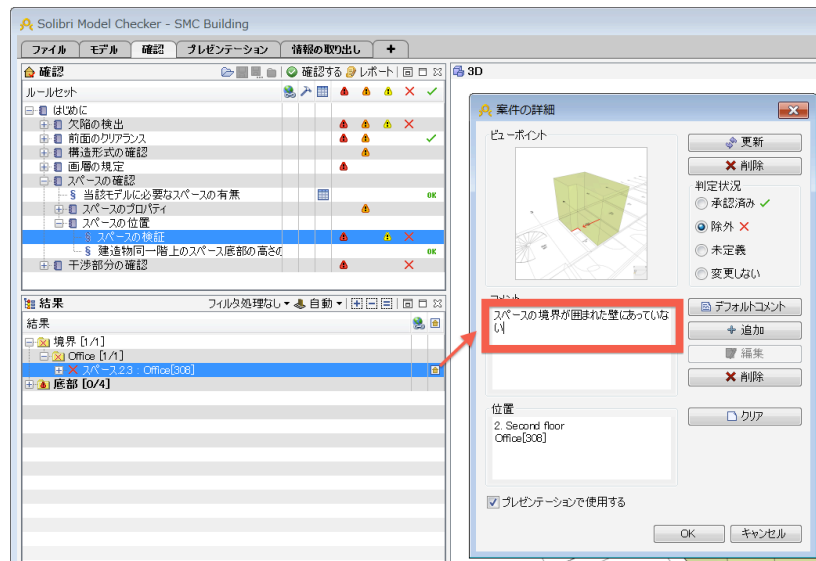 Solibri Model Checker - SMC Building
ファイル モデル 確認 プレゼンテーション 情報の取り出し +
確認 確認する レポート
ルールセット
はじめに
欠陥の検出
前面のクリアランス
構造形式の確認
画層の規定
スペースの確認
§ 当該モデルに必要なスペースの有無 OK
スペースのプロパティ
スペースの位置
§ スペースの検証
§ 建造物同一階上のスペース底部の高さの OK
干渉部分の確認
結果 フィルタ処理なし 自動
結果
境界 [1/1]
Office [1/1]
スペース.2.3 : Office[308]
底部 [0/4]
3D
案件の詳細
ビューポイント
更新
削除
判定状況
承認済み
除外
未定義
変更しない
コメント
スペースの境界が囲まれた壁にあっていな
い
デフォルトコメント
追加
編集
削除
位置
2. Second floor
Office[308]
クリア
プレゼンテーションで使用する
OK キャンセル